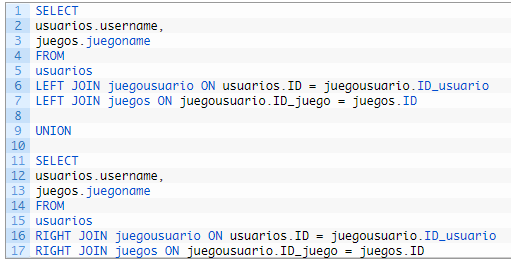 1 SELECT
2 usuarios.username,
3 juegos.juegoname
4 FROM
5 usuarios
6 LEFT JOIN juegousuario ON usuarios.ID = juegousuario.ID_usuario
7 LEFT JOIN juegos ON juegousuario.ID_juego = juegos.ID
8
9 UNION
10
11 SELECT
12 usuarios.username,
13 juegos.juegoname
14 FROM
15 usuarios
16 RIGHT JOIN juegousuario ON usuarios.ID = juegousuario.ID_usuario
17 RIGHT JOIN juegos ON juegousuario.ID_juego = juegos.ID